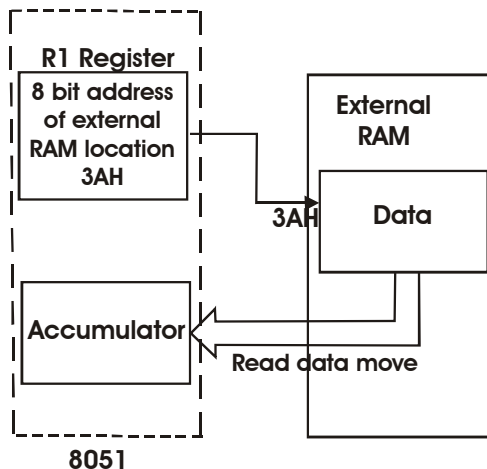 R1 Register
8 bit address
of external
RAM location
3AH
External
RAM
3AH
Data
Accumulator
Read data move
8051